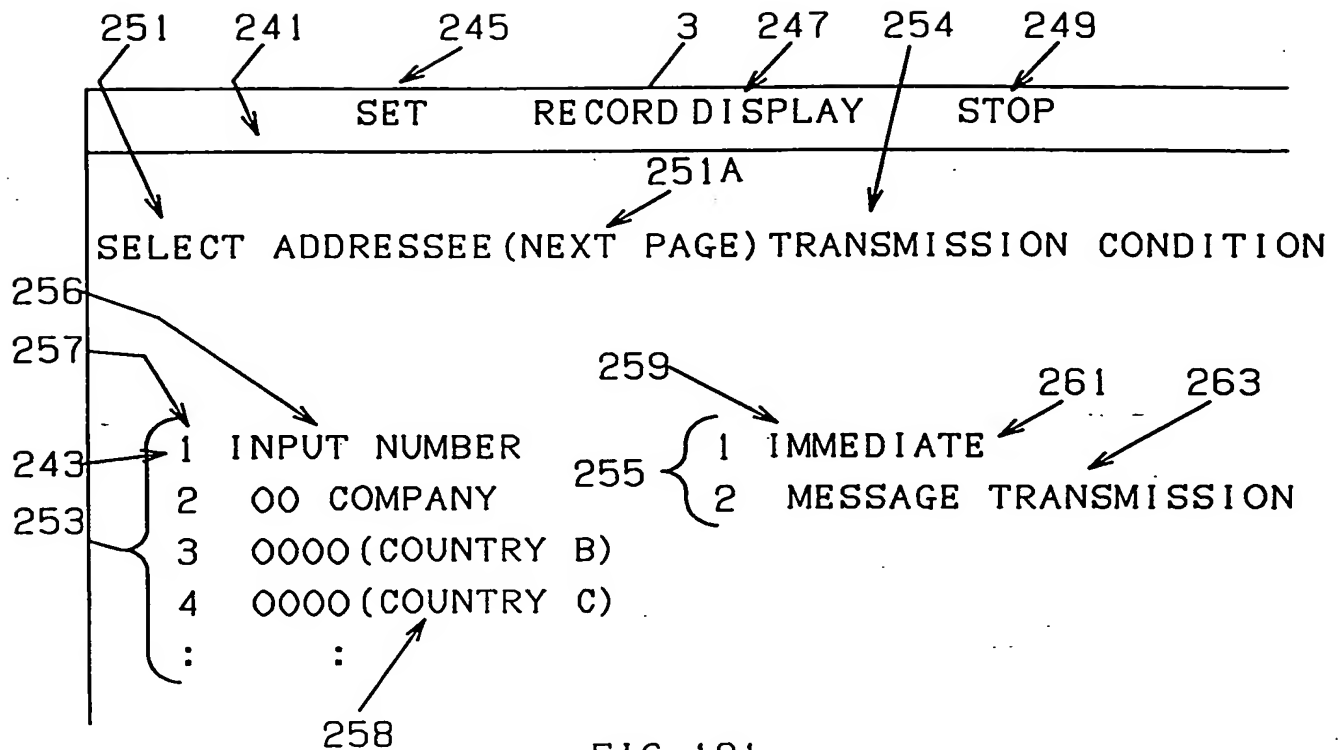 251 241 245 3 247 254 249
SET RECORD DISPLAY STOP
251A
SELECT ADDRESSEE (NEXT PAGE) TRANSMISSION CONDITION
256
257 259 261 263
243 1 INPUT NUMBER 255 1 IMMEDIATE
2 OO COMPANY 2 MESSAGE TRANSMISSION
253 3 OOOO (COUNTRY B)
4 OOOO (COUNTRY C)
: :
258